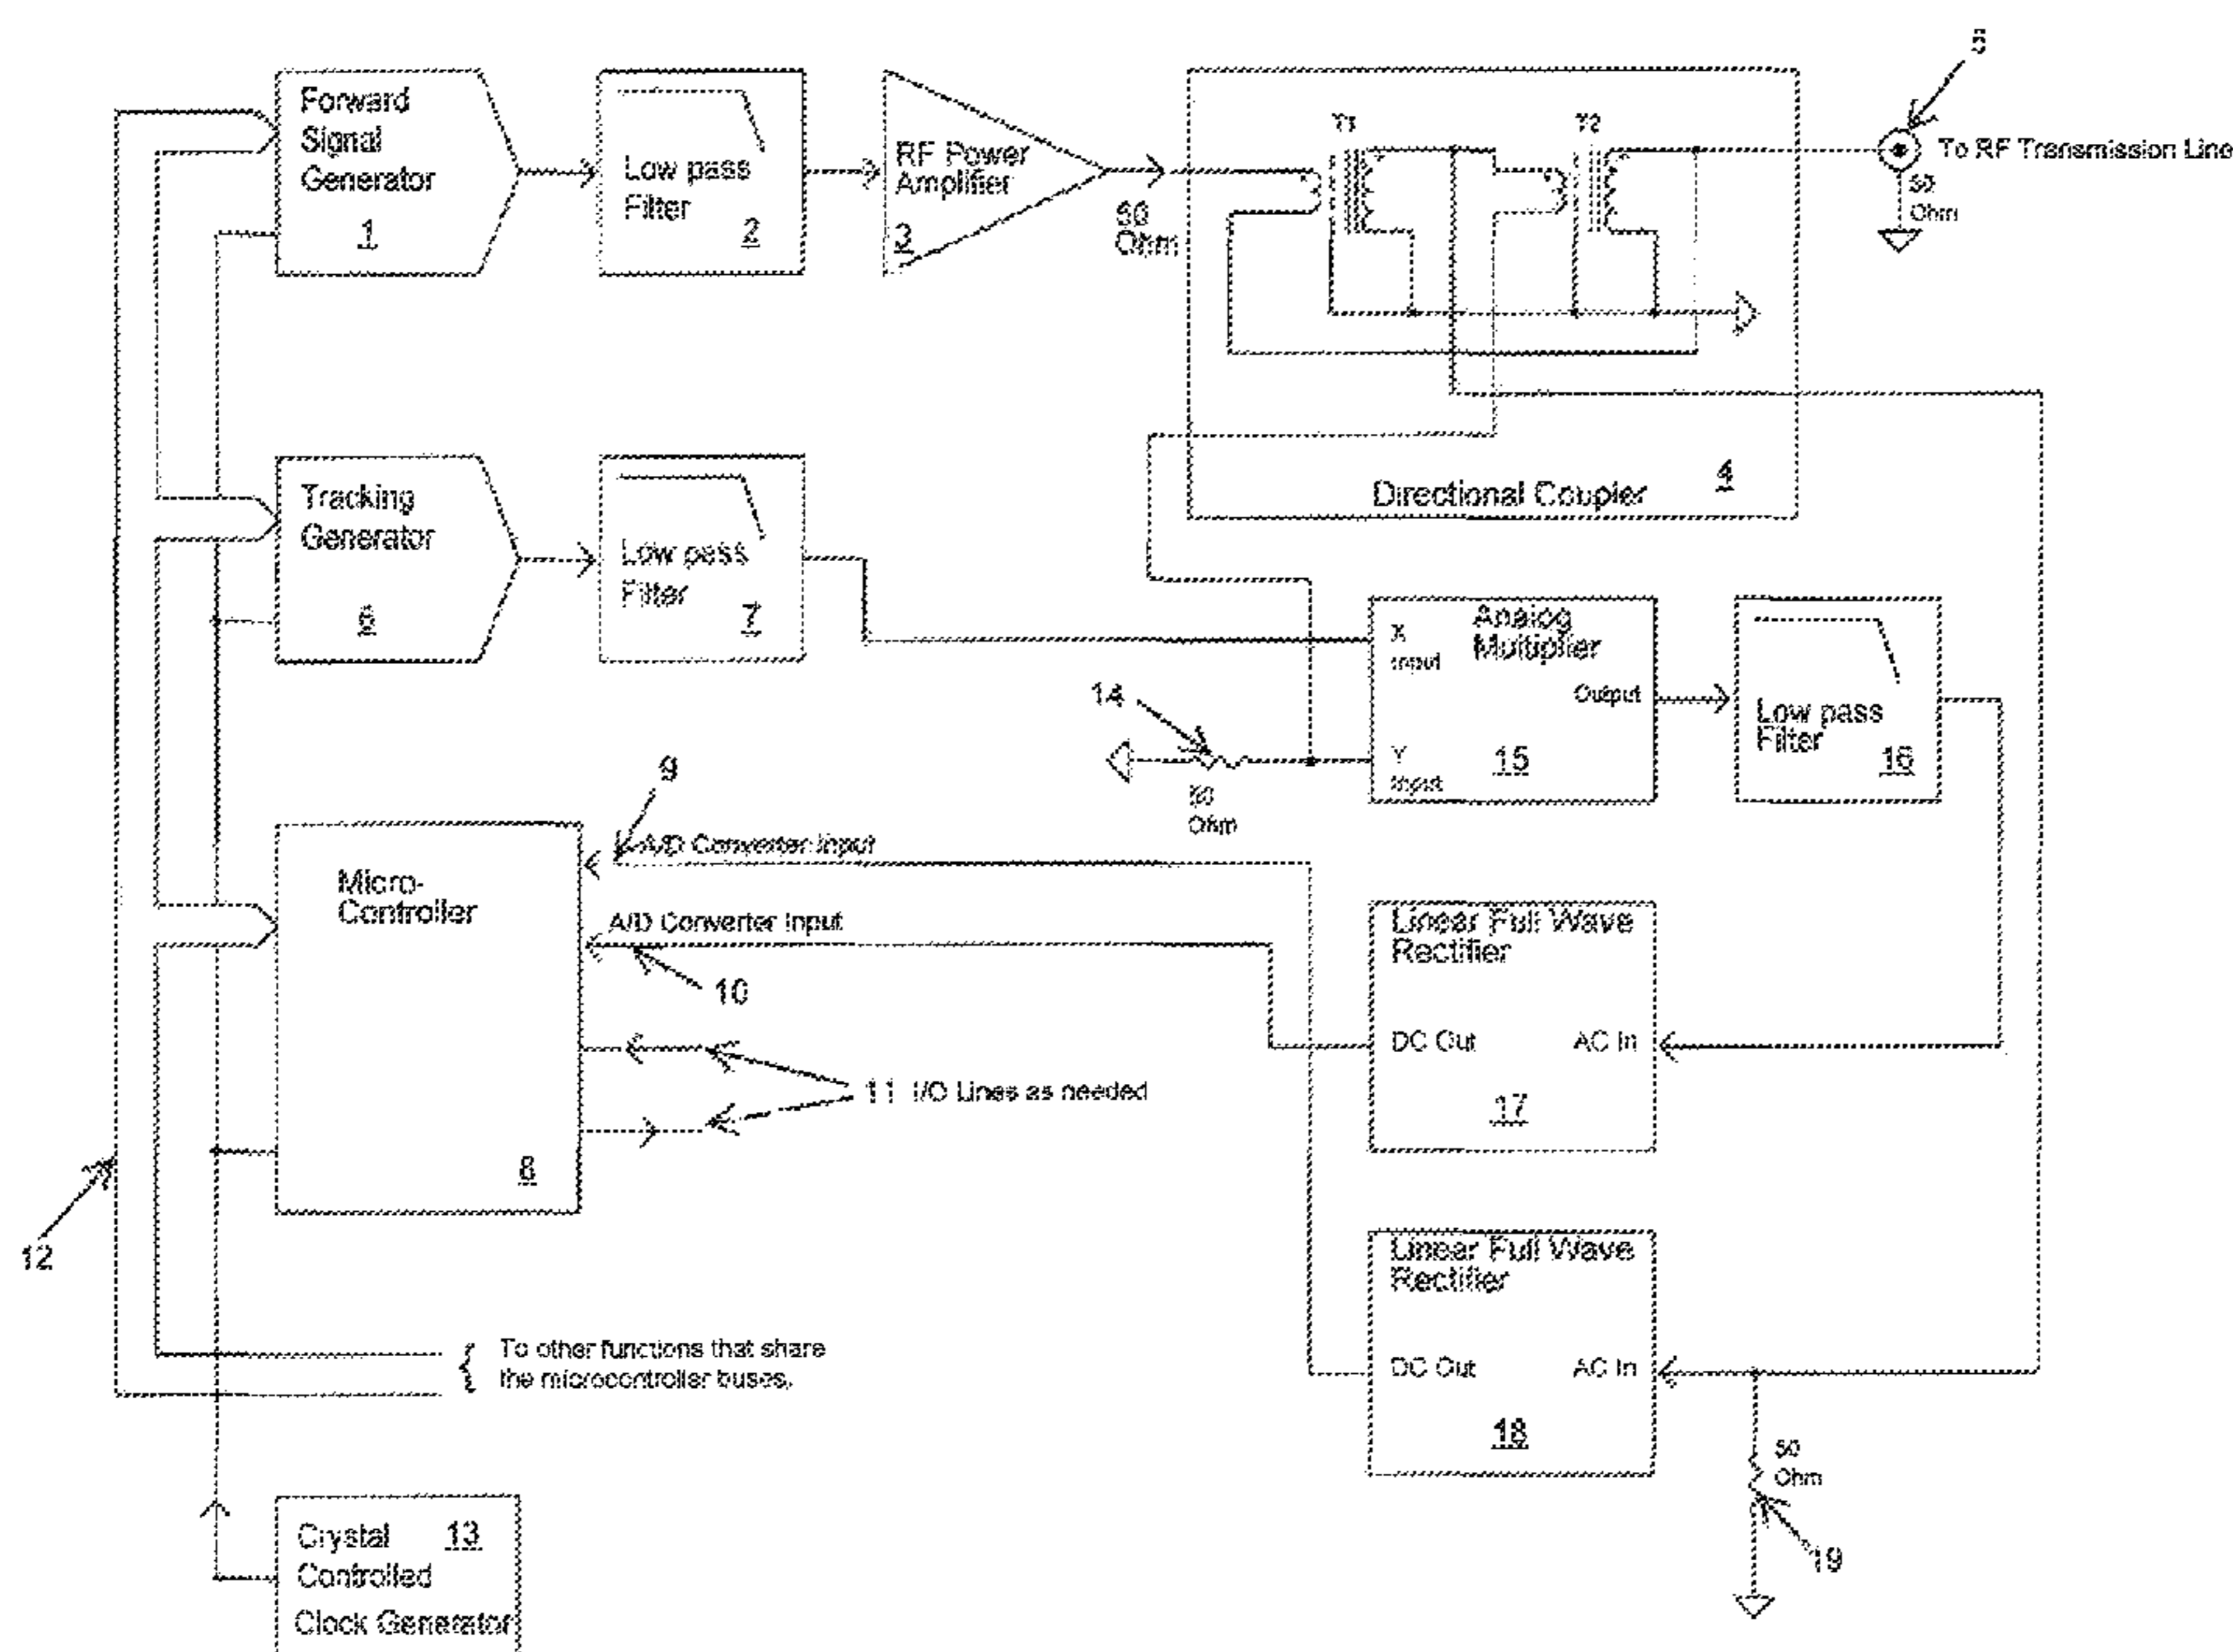 Forward
Signal
Generator
1
Low pass
Filter
2
RF Power
Amplifier
3
50
Ohm
T1
T2
5
To RF Transmission Line
50
Ohm
Directional Coupler
4
Tracking
Generator
6
Low pass
Filter
7
Analog
Multiplier
X
Input
Output
Y
Input
15
Low pass
Filter
16
14
50
Ohm
9
A/D Converter Input
Micro-
Controller
A/D Converter Input
10
8
11 I/O Lines as needed
12
Linear Full Wave
Rectifier
DC Out
AC In
17
Linear Full Wave
Rectifier
DC Out
AC In
18
50
Ohm
19
To other functions that share
the microcontroller buses.
Crystal
Controlled
Clock Generator
13